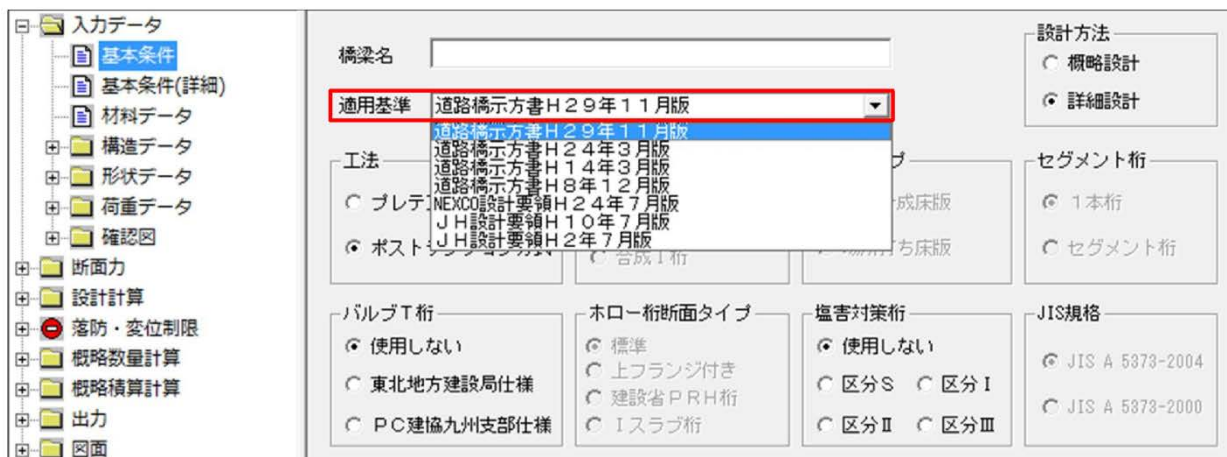 入力データ
基本条件
基本条件(詳細)
材料データ
構造データ
形状データ
荷重データ
確認図
断面力
設計計算
落防・変位制限
概略数量計算
概略積算計算
出力
図面
橋梁名
適用基準 道路橋示方書H29年11月版
道路橋示方書H29年11月版
道路橋示方書H24年3月版
道路橋示方書H14年3月版
道路橋示方書H8年12月版
NEXCO設計要領H24年7月版
JH設計要領H10年7月版
JH設計要領H2年7月版
設計方法
概略設計
詳細設計
工法
プレテ
ポスト
合成I桁
プ
成床版
ち床版
セグメント桁
1本桁
セグメント桁
バルブT桁
使用しない
東北地方建設局仕様
PC建協九州支部仕様
ホロー桁断面タイプ
標準
上フランジ付き
建設省PRH桁
Iスラブ桁
塩害対策桁
使用しない
区分S 区分I
区分II 区分III
JIS規格
JIS A 5373-2004
JIS A 5373-2000